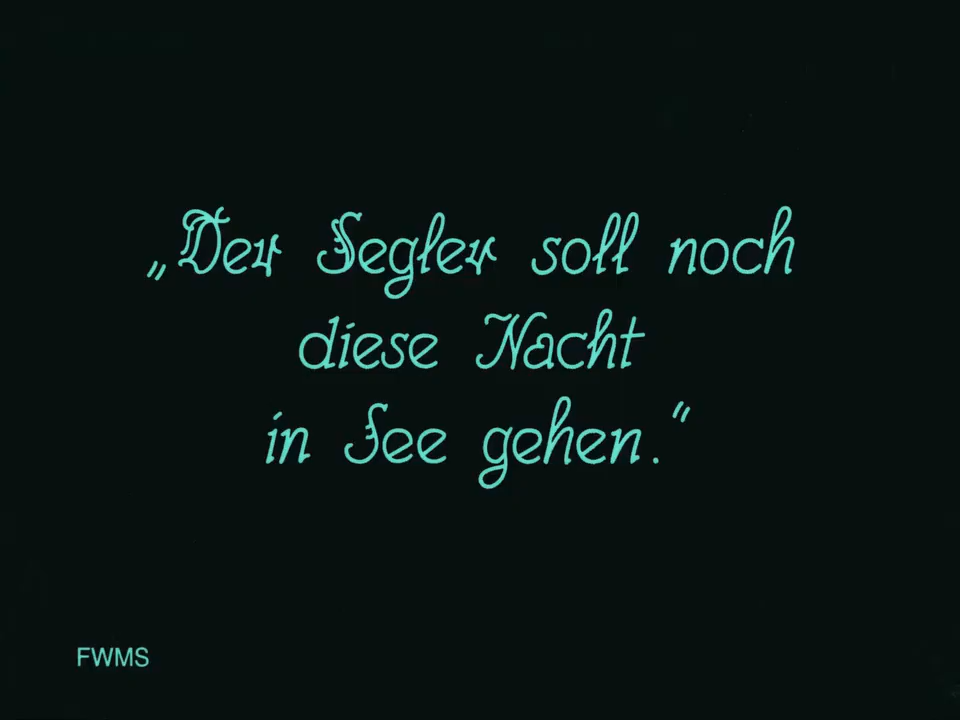 „Der Segler soll noch
diese Nacht
in See gehen.“
FWMS